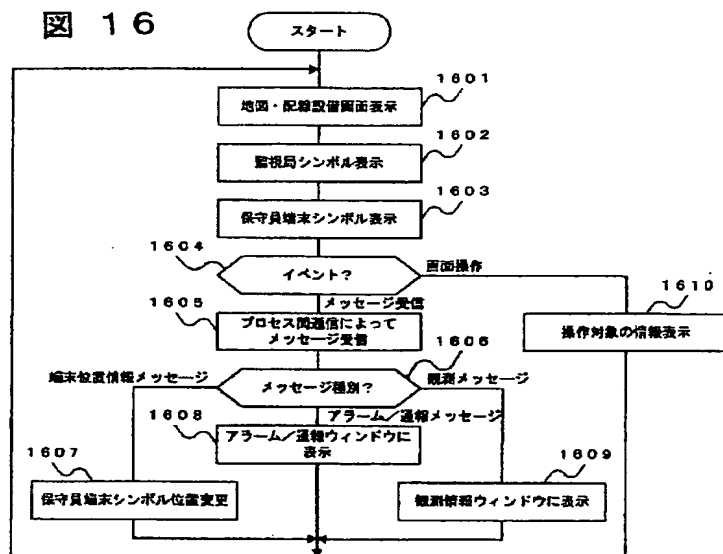 図 16
スタート
1601
地図・配線設備画面表示
1602
監視局シンボル表示
1603
保守員端末シンボル表示
1604
イベント?
画面操作
1610
メッセージ受信
1605
プロセス間通信によって
メッセージ受信
操作対象の情報表示
1606
端末位置情報メッセージ
メッセージ種別?
観測メッセージ
アラーム/通報メッセージ
1608
アラーム/通報ウィンドウに
表示
1607
1609
保守員端末シンボル位置変更
観測情報ウィンドウに表示